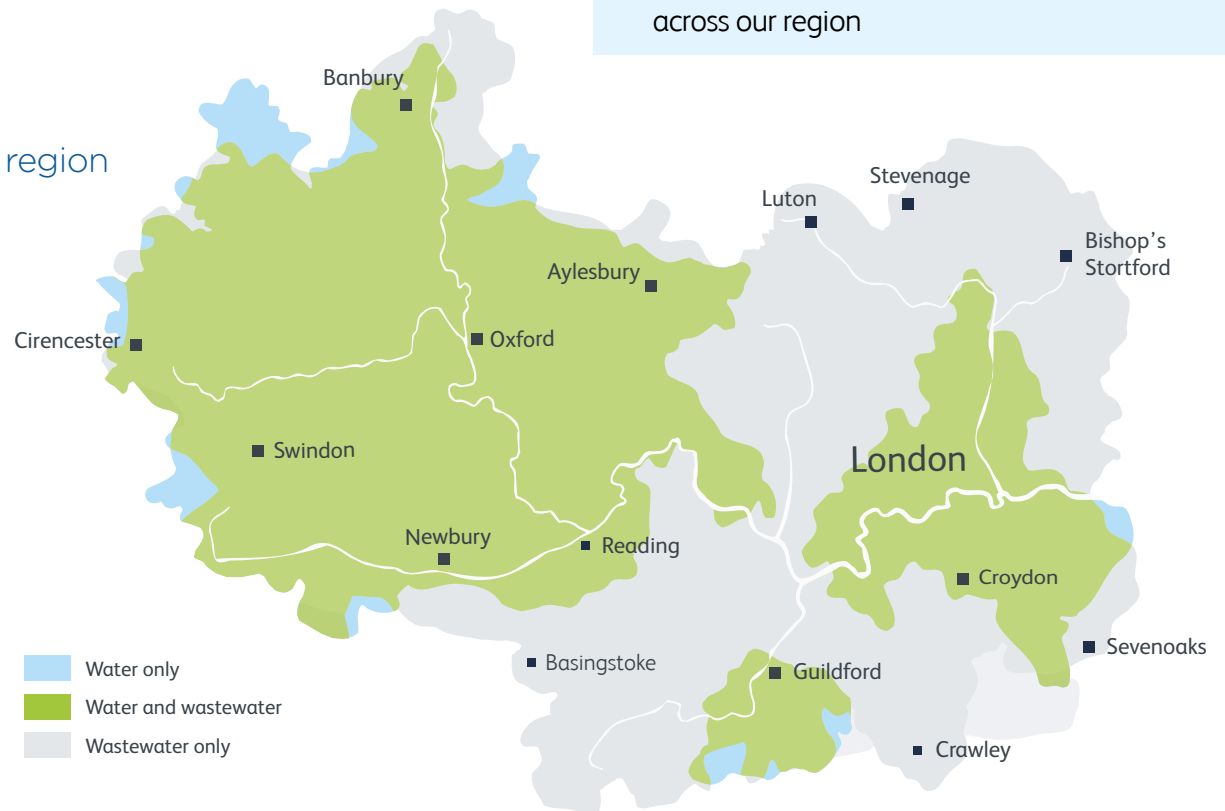 across our region
region
Banbury
Stevenage
Luton
Bishop's
Stortford
Aylesbury
Cirencester
Oxford
Swindon
London
Newbury
Reading
Croydon
Sevenoaks
Basingstoke
Guildford
Crawley
Water only
Water and wastewater
Wastewater only